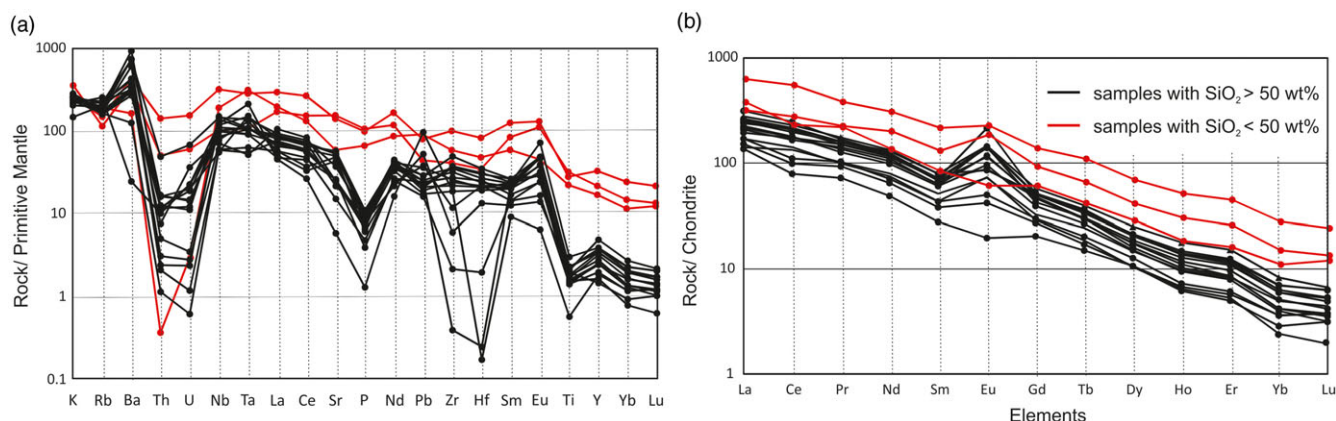 (a)
1000
100
10
1
0.1
Rock/ Primitive Mantle
K Rb Ba Th U Nb Ta La Ce Sr P Nd Pb Zr Hf Sm Eu Ti Y Yb Lu
(b)
1000
100
10
1
Rock/ Chondrite
samples with SiO₂ > 50 wt%
samples with SiO₂ < 50 wt%
La Ce Pr Nd Sm Eu Gd Tb Dy Ho Er Yb Lu
Elements